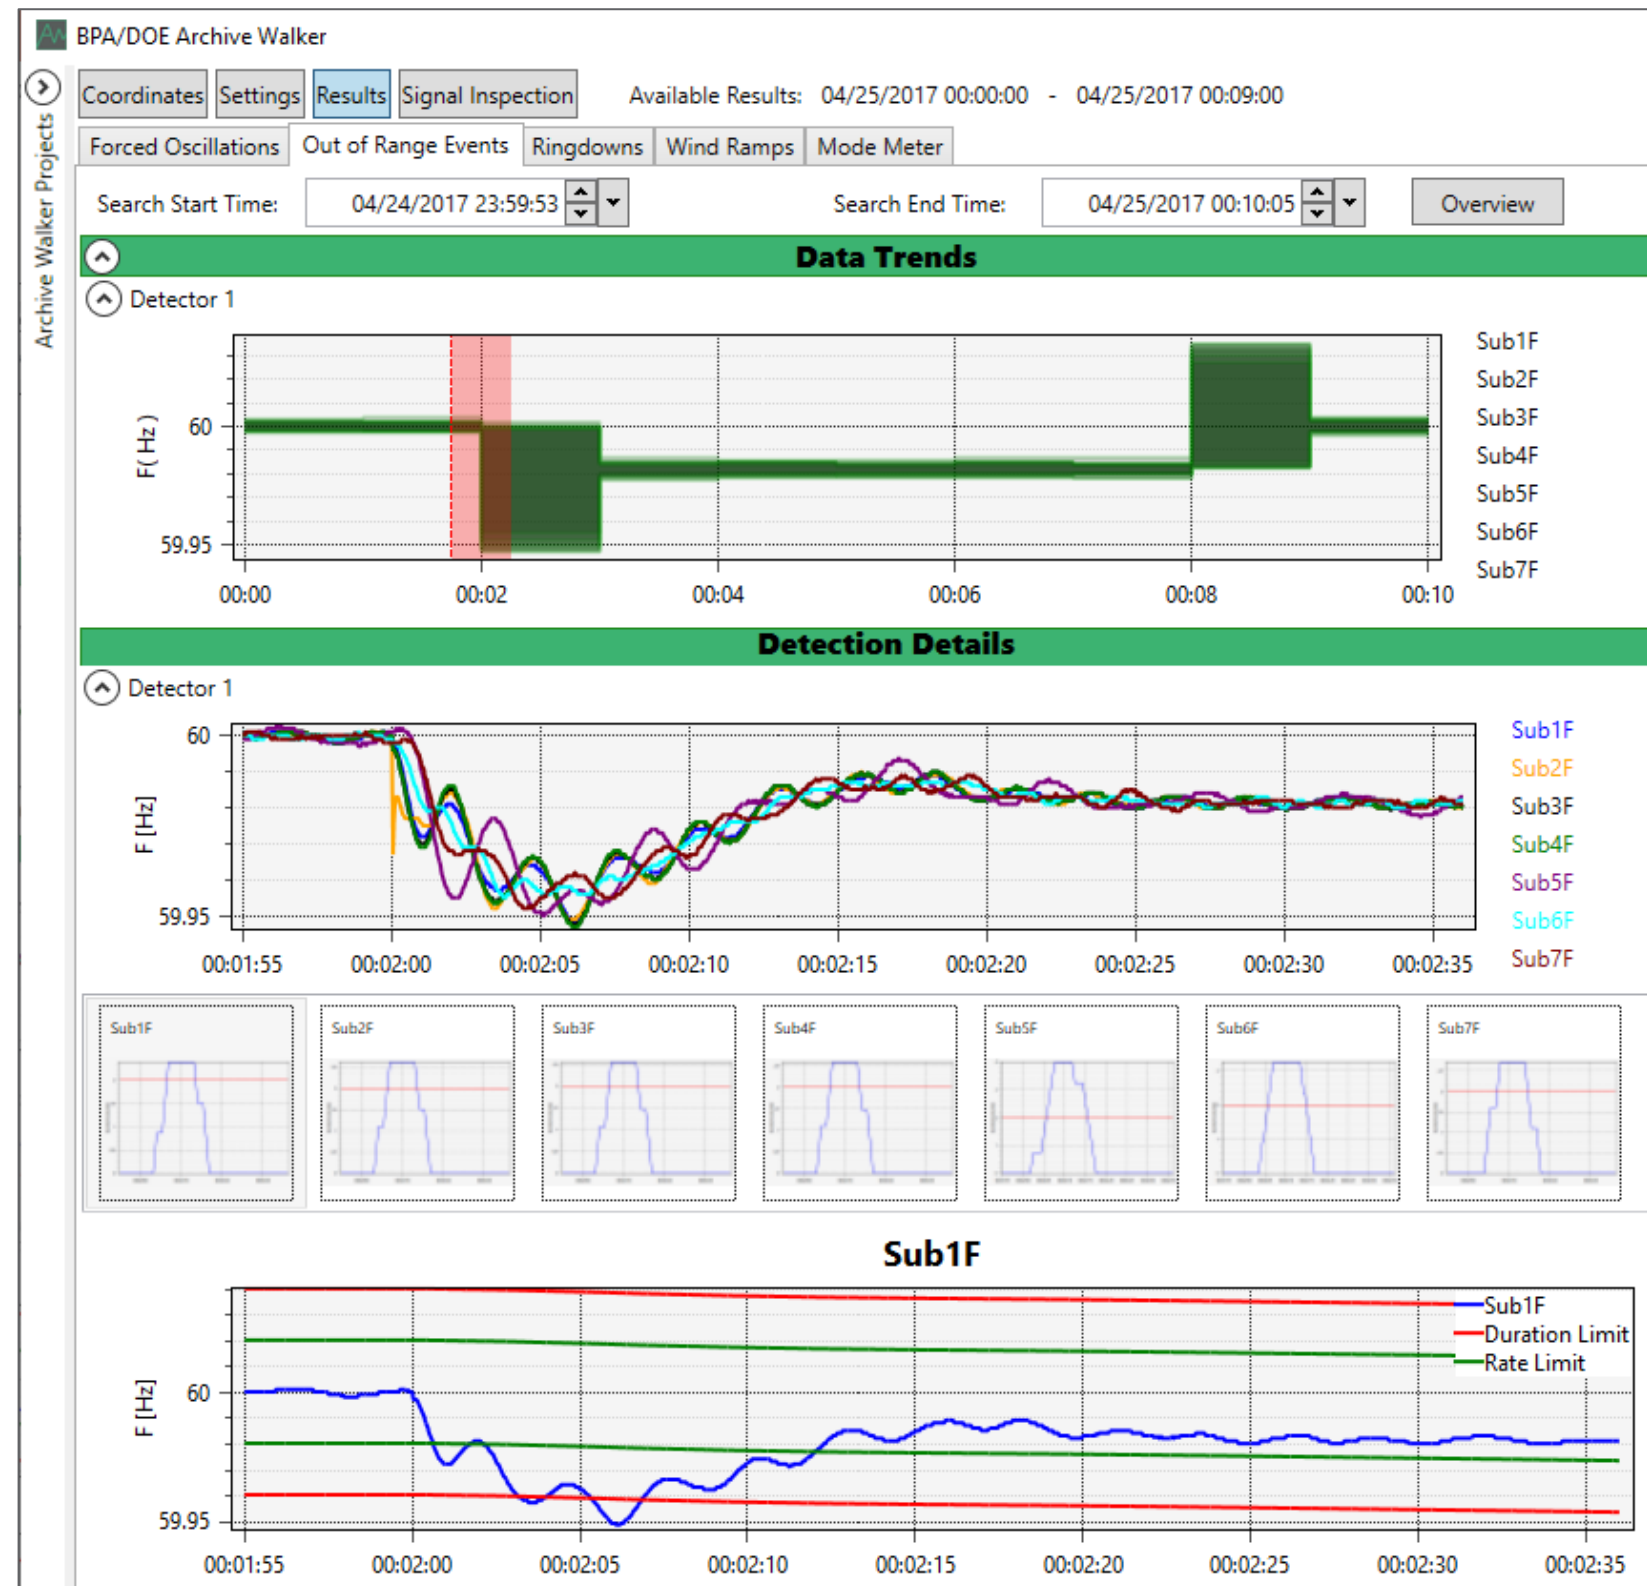 BPA/DOE Archive Walker
Archive Walker Projects
Coordinates Settings Results Signal Inspection Available Results: 04/25/2017 00:00:00 - 04/25/2017 00:09:00
Forced Oscillations Out of Range Events Ringdowns Wind Ramps Mode Meter
Search Start Time: 04/24/2017 23:59:53 Search End Time: 04/25/2017 00:10:05 Overview
Data Trends
Detector 1
F( Hz )
60
59.95
00:00 00:02 00:04 00:06 00:08 00:10
Sub1F
Sub2F
Sub3F
Sub4F
Sub5F
Sub6F
Sub7F
Detection Details
Detector 1
F [Hz]
60
59.95
00:01:55 00:02:00 00:02:05 00:02:10 00:02:15 00:02:20 00:02:25 00:02:30 00:02:35
Sub1F
Sub2F
Sub3F
Sub4F
Sub5F
Sub6F
Sub7F
Sub1F Sub2F Sub3F Sub4F Sub5F Sub6F Sub7F
Sub1F
F [Hz]
60
59.95
Sub1F
Duration Limit
Rate Limit
00:01:55 00:02:00 00:02:05 00:02:10 00:02:15 00:02:20 00:02:25 00:02:30 00:02:35